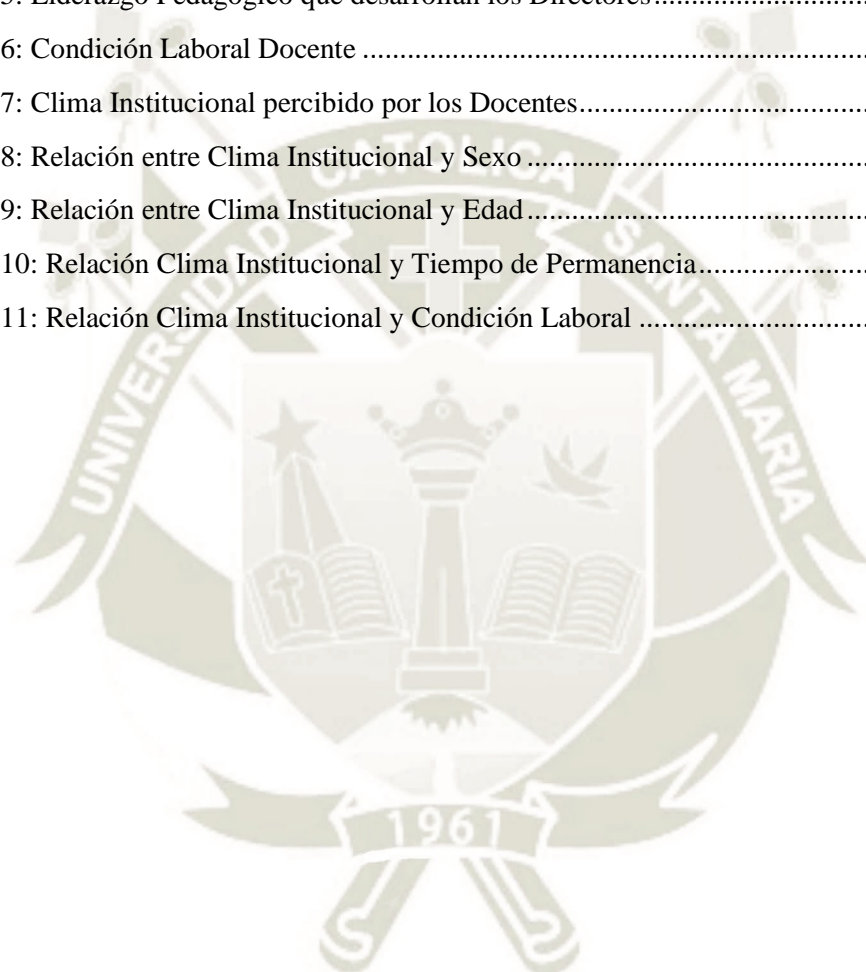 5: Liderazgo Pedagógico que desarrollan los Directores.......................
6: Condición Laboral Docente ................................................................
7: Clima Institucional percibido por los Docentes....................................
8: Relación entre Clima Institucional y Sexo ...........................................
9: Relación entre Clima Institucional y Edad ...........................................
10: Relación Clima Institucional y Tiempo de Permanencia.....................
11: Relación Clima Institucional y Condición Laboral .............................
UNIVERSIDAD CATOLICA SANTA MARIA
1961